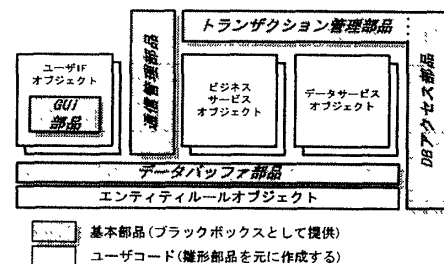 トランザクション管理部品
ユーザIF
オブジェクト
GUI
部品
通信管理部品
ビジネス
サービス
オブジェクト
データサービス
オブジェクト
DBアクセス部品
データバッファ部品
エンティティルールオブジェクト
基本部品(ブラックボックスとして提供)
ユーザコード(雛形部品を元に作成する)